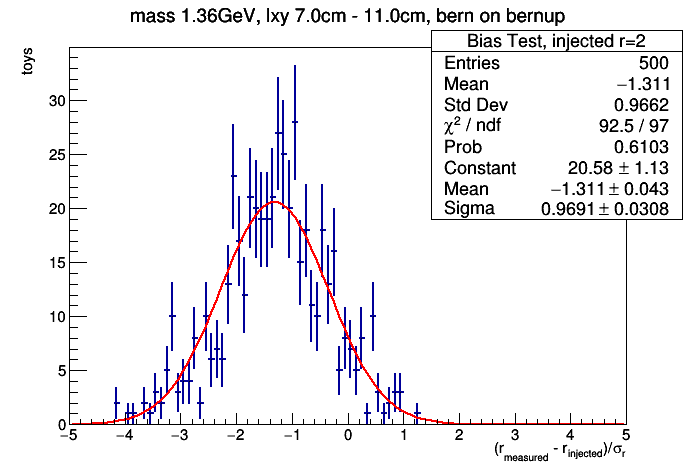 mass 1.36GeV, lxy 7.0cm - 11.0cm, bern on bernup
Bias Test, injected r=2
Entries 500
Mean −1.311
Std Dev 0.9662
χ² / ndf 92.5 / 97
Prob 0.6103
Constant 20.58 ± 1.13
Mean −1.311 ± 0.043
Sigma 0.9691 ± 0.0308
toys
30
25
20
15
10
5
0
−5 −4 −3 −2 −1 0 1 2 3 4 5
(r_measured - r_injected)/σ_r